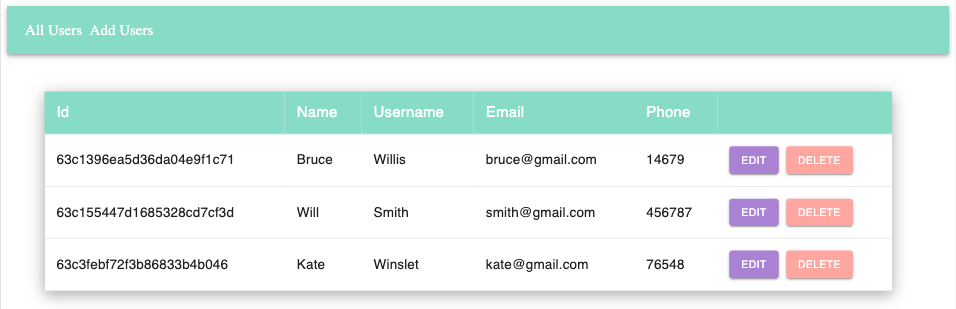 All Users Add Users
Id Name Username Email Phone
63c1396ea5d36da04e9f1c71 Bruce Willis bruce@gmail.com 14679 EDIT DELETE
63c155447d1685328cd7cf3d Will Smith smith@gmail.com 456787 EDIT DELETE
63c3febf72f3b86833b4b046 Kate Winslet kate@gmail.com 76548 EDIT DELETE